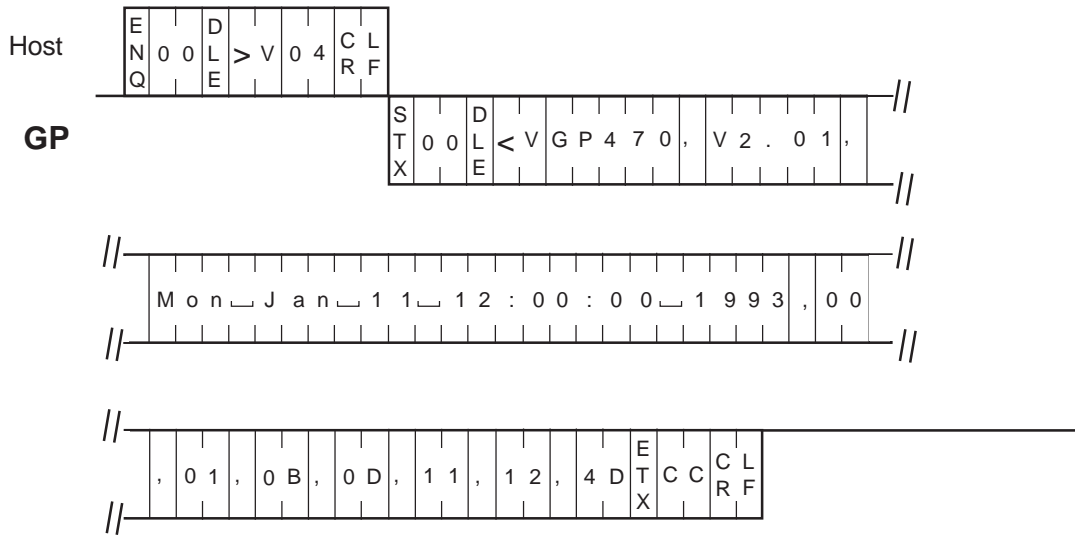 Host ENQ 0 0 DLE > V 0 4 CR LF
GP STX 0 0 DLE < V G P 4 7 0 , V 2 . 0 1 ,
M o n ⎵ J a n ⎵ 1 1 ⎵ 1 2 : 0 0 : 0 0 ⎵ 1 9 9 3 , 0 0
, 0 1 , 0 B , 0 D , 1 1 , 1 2 , 4 D ETX C C CR LF